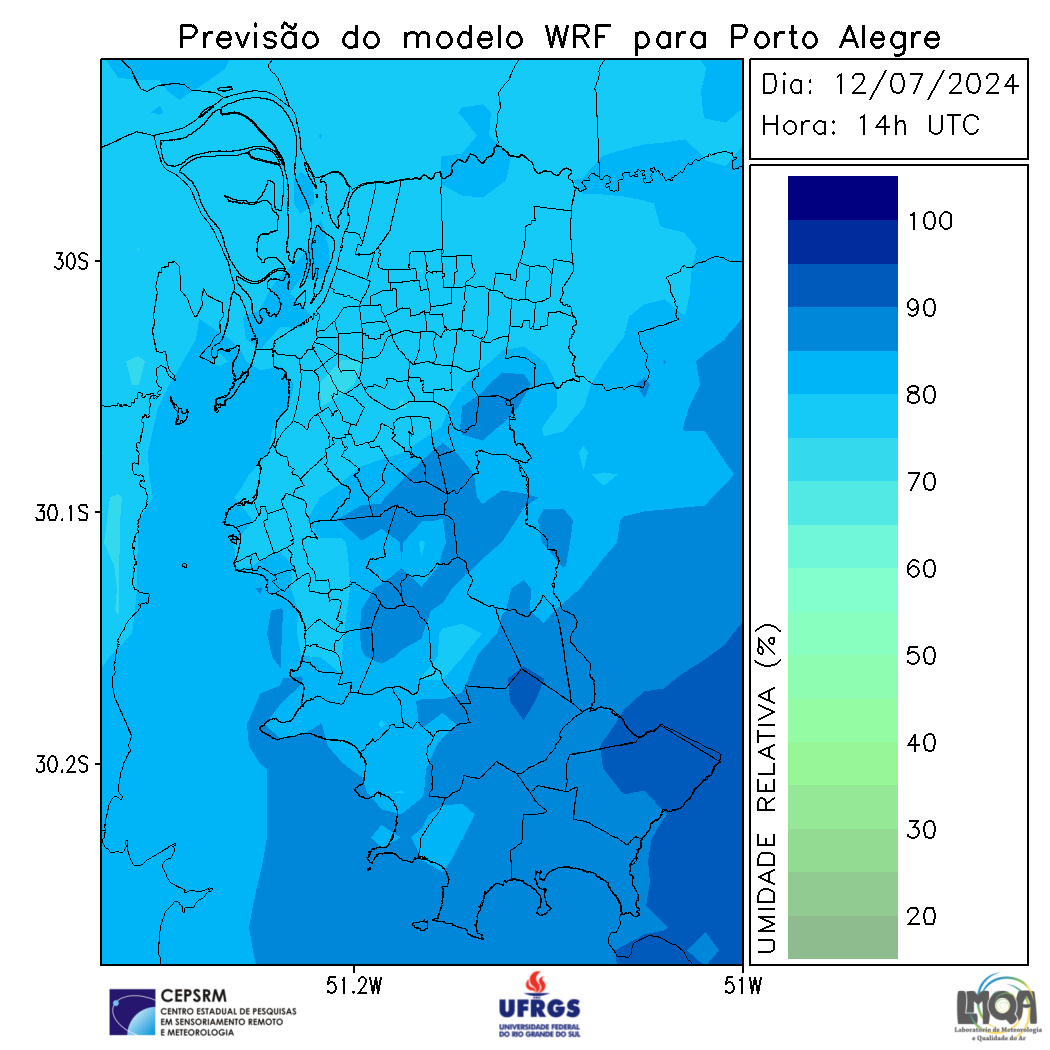 Previsão do modelo WRF para Porto Alegre
Dia: 12/07/2024
Hora: 14h UTC
100
90
80
70
60
50
40
30
20
UMIDADE RELATIVA (%)
30S
30.1S
30.2S
51.2W
51W
CEPSRM
CENTRO ESTADUAL DE PESQUISAS
EM SENSORIAMENTO REMOTO
E METEOROLOGIA
UFRGS
UNIVERSIDADE FEDERAL
DO RIO GRANDE DO SUL
LMQA
Laboratório de Meteorologia
e Qualidade do Ar